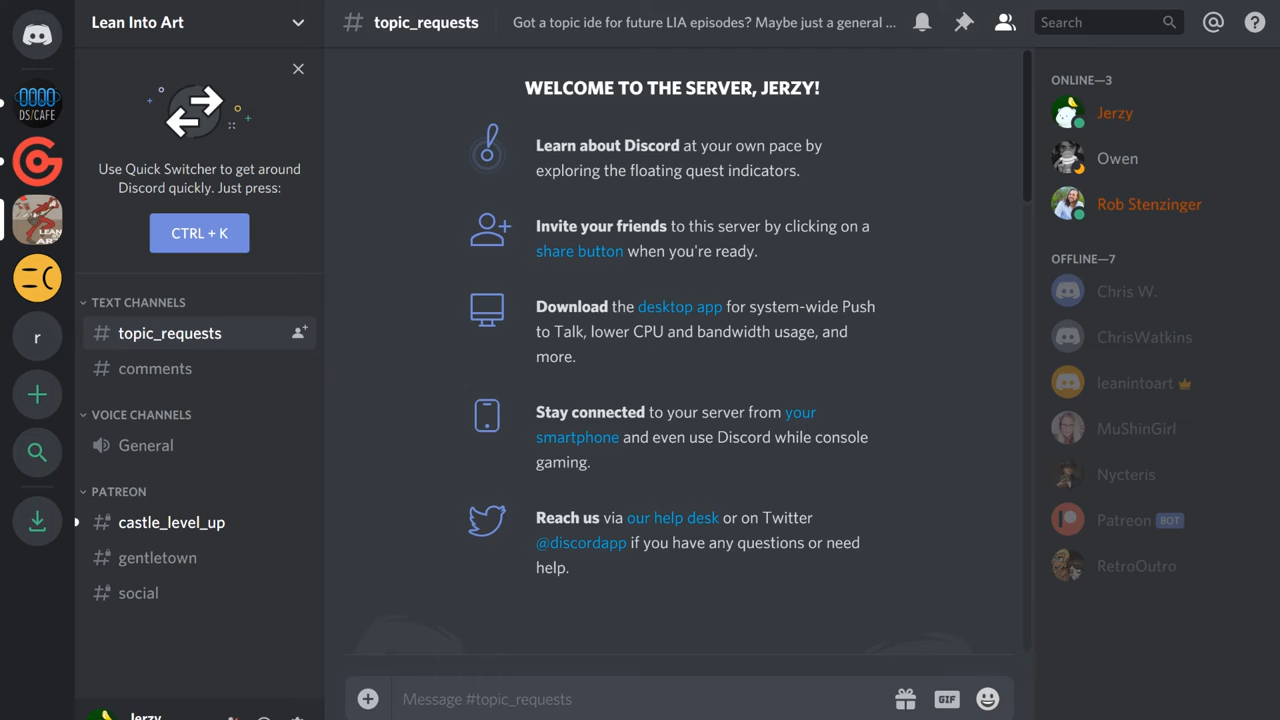 Lean Into Art
topic_requests
Got a topic ide for future LIA episodes? Maybe just a general ...
Search
DS/CAFE
LEAN
Use Quick Switcher to get around
Discord quickly. Just press:
CTRL + K
TEXT CHANNELS
topic_requests
comments
VOICE CHANNELS
General
PATREON
castle_level_up
gentletown
social
r
Jerzy
WELCOME TO THE SERVER, JERZY!
Learn about Discord at your own pace by
exploring the floating quest indicators.
Invite your friends to this server by clicking on a
share button when you're ready.
Download the desktop app for system-wide Push
to Talk, lower CPU and bandwidth usage, and
more.
Stay connected to your server from your
smartphone and even use Discord while console
gaming.
Reach us via our help desk or on Twitter
@discordapp if you have any questions or need
help.
Message #topic_requests
GIF
ONLINE—3
Jerzy
Owen
Rob Stenzinger
OFFLINE—7
Chris W.
ChrisWatkins
leanintoart
MuShinGirl
Nycteris
Patreon BOT
RetroOutro